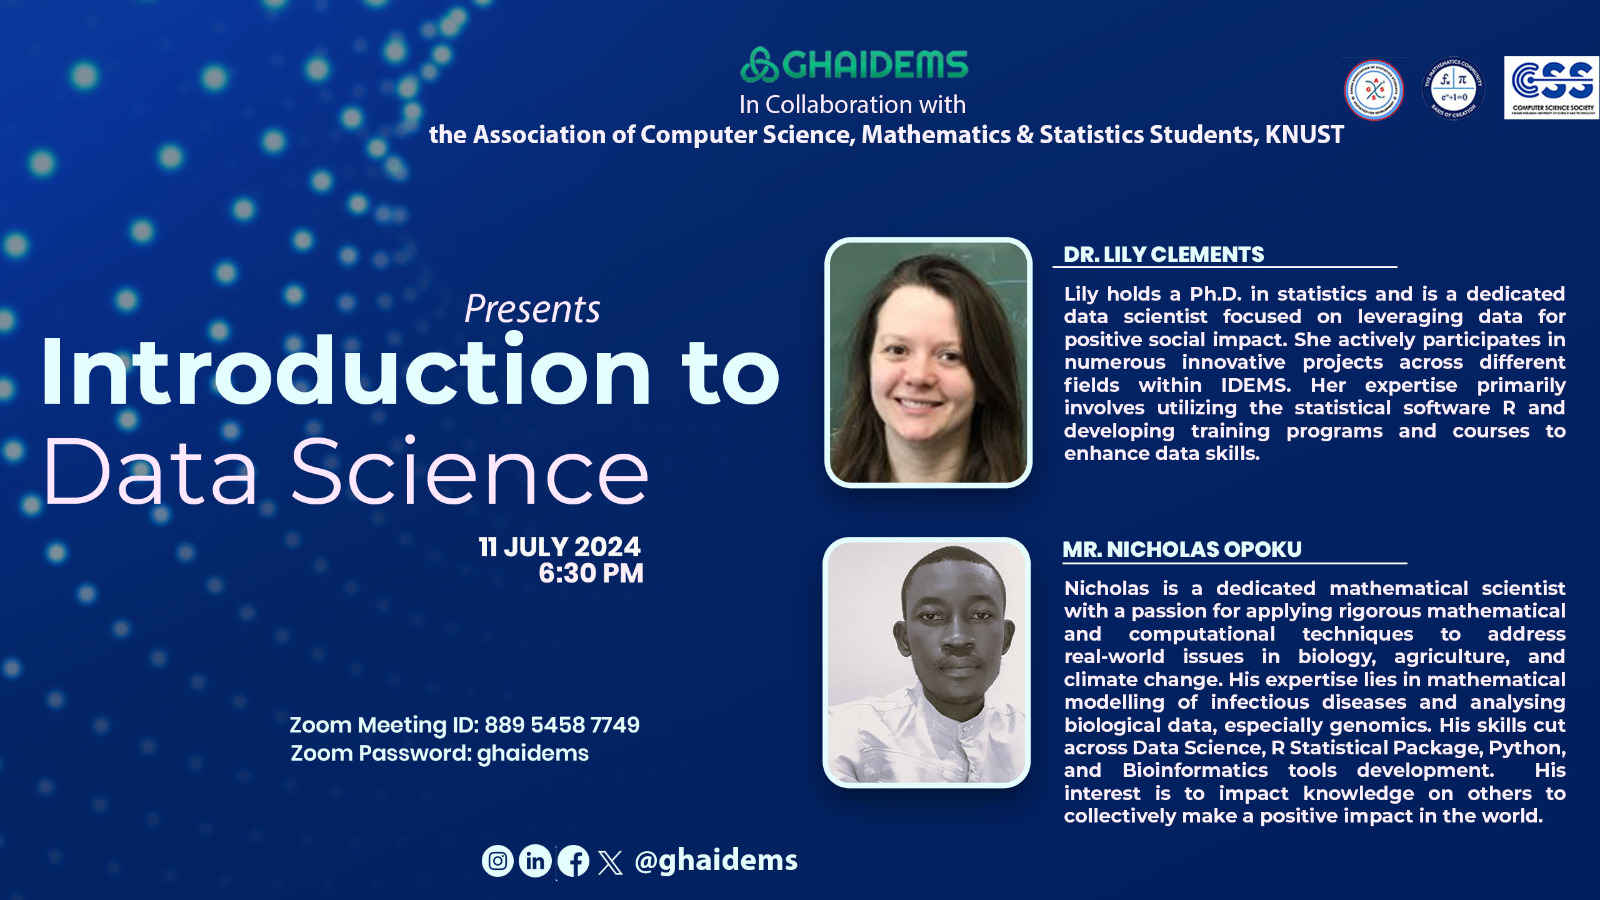 GHAIDEMS
In Collaboration with
the Association of Computer Science, Mathematics & Statistics Students, KNUST
THE MATHEMATICS COMMUNITY
π
BASIS OF CREATION
CSS
COMPUTER SCIENCE SOCIETY
Presents
Introduction to
Data Science
11 JULY 2024
6:30 PM
Zoom Meeting ID: 889 5458 7749
Zoom Password: ghaidems
@ghaidems
DR. LILY CLEMENTS
Lily holds a Ph.D. in statistics and is a dedicated
data scientist focused on leveraging data for
positive social impact. She actively participates in
numerous innovative projects across different
fields within IDEMS. Her expertise primarily
involves utilizing the statistical software R and
developing training programs and courses to
enhance data skills.
MR. NICHOLAS OPOKU
Nicholas is a dedicated mathematical scientist
with a passion for applying rigorous mathematical
and computational techniques to address
real-world issues in biology, agriculture, and
climate change. His expertise lies in mathematical
modelling of infectious diseases and analysing
biological data, especially genomics. His skills cut
across Data Science, R Statistical Package, Python,
and Bioinformatics tools development. His
interest is to impact knowledge on others to
collectively make a positive impact in the world.